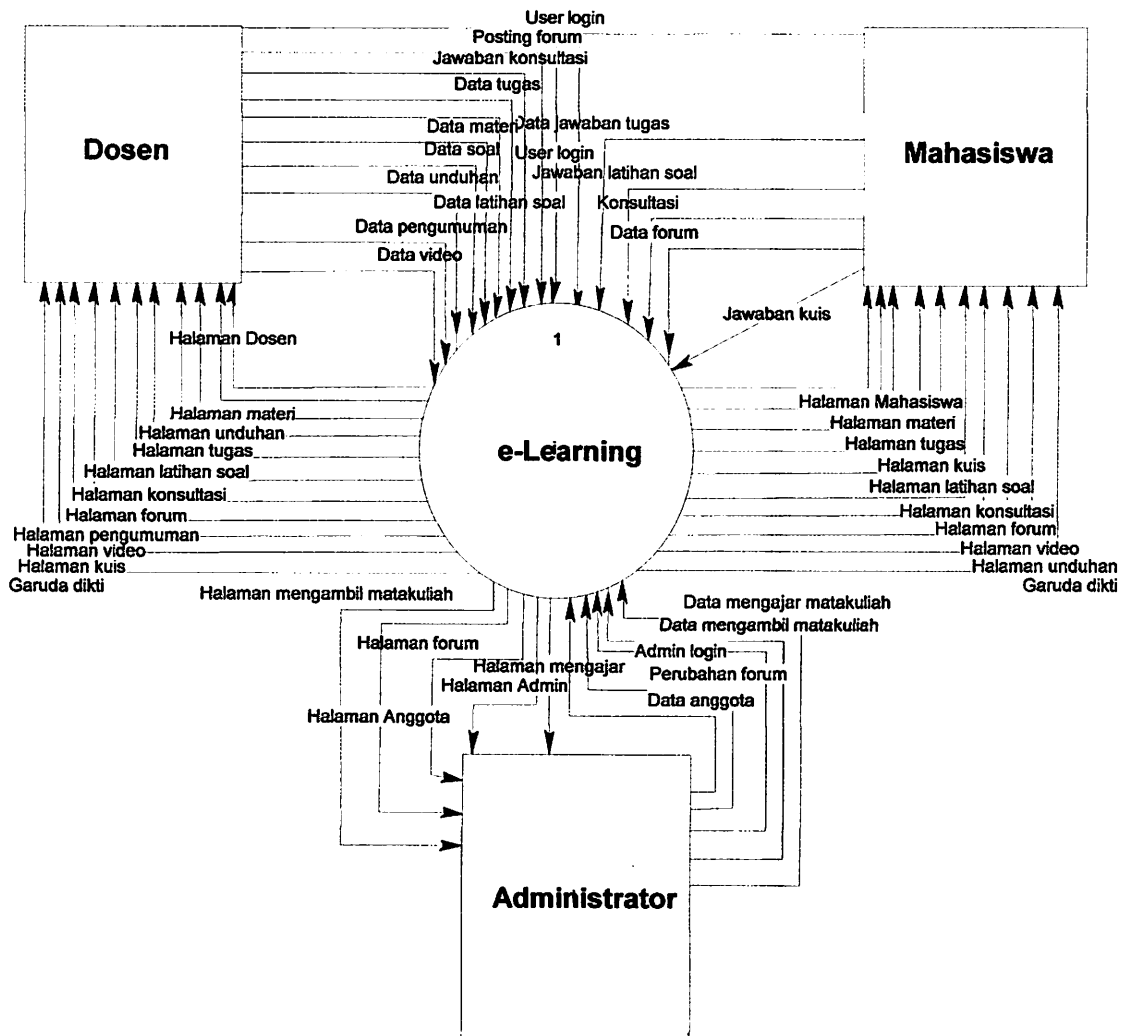 User login
Posting forum
Jawaban konsultasi
Data tugas
Data materi
Data jawaban tugas
Data soal
User login
Jawaban latihan soal
Data unduhan
Data latihan soal
Konsultasi
Data pengumuman
Data forum
Data video
Dosen
Mahasiswa
Jawaban kuis
Halaman Dosen
1
e-Learning
Halaman materi
Halaman unduhan
Halaman tugas
Halaman latihan soal
Halaman konsultasi
Halaman forum
Halaman pengumuman
Halaman video
Halaman kuis
Garuda dikti
Halaman Mahasiswa
Halaman materi
Halaman tugas
Halaman kuis
Halaman latihan soal
Halaman konsultasi
Halaman forum
Halaman video
Halaman unduhan
Garuda dikti
Halaman mengambil matakuliah
Halaman forum
Halaman mengajar
Halaman Admin
Halaman Anggota
Data mengajar matakuliah
Data mengambil matakuliah
Admin login
Perubahan forum
Data anggota
Administrator